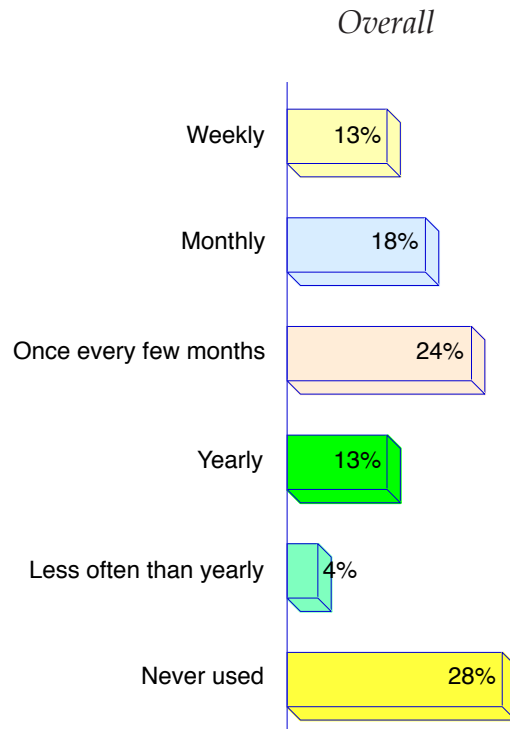 Overall
Weekly 13%
Monthly 18%
Once every few months 24%
Yearly 13%
Less often than yearly 4%
Never used 28%